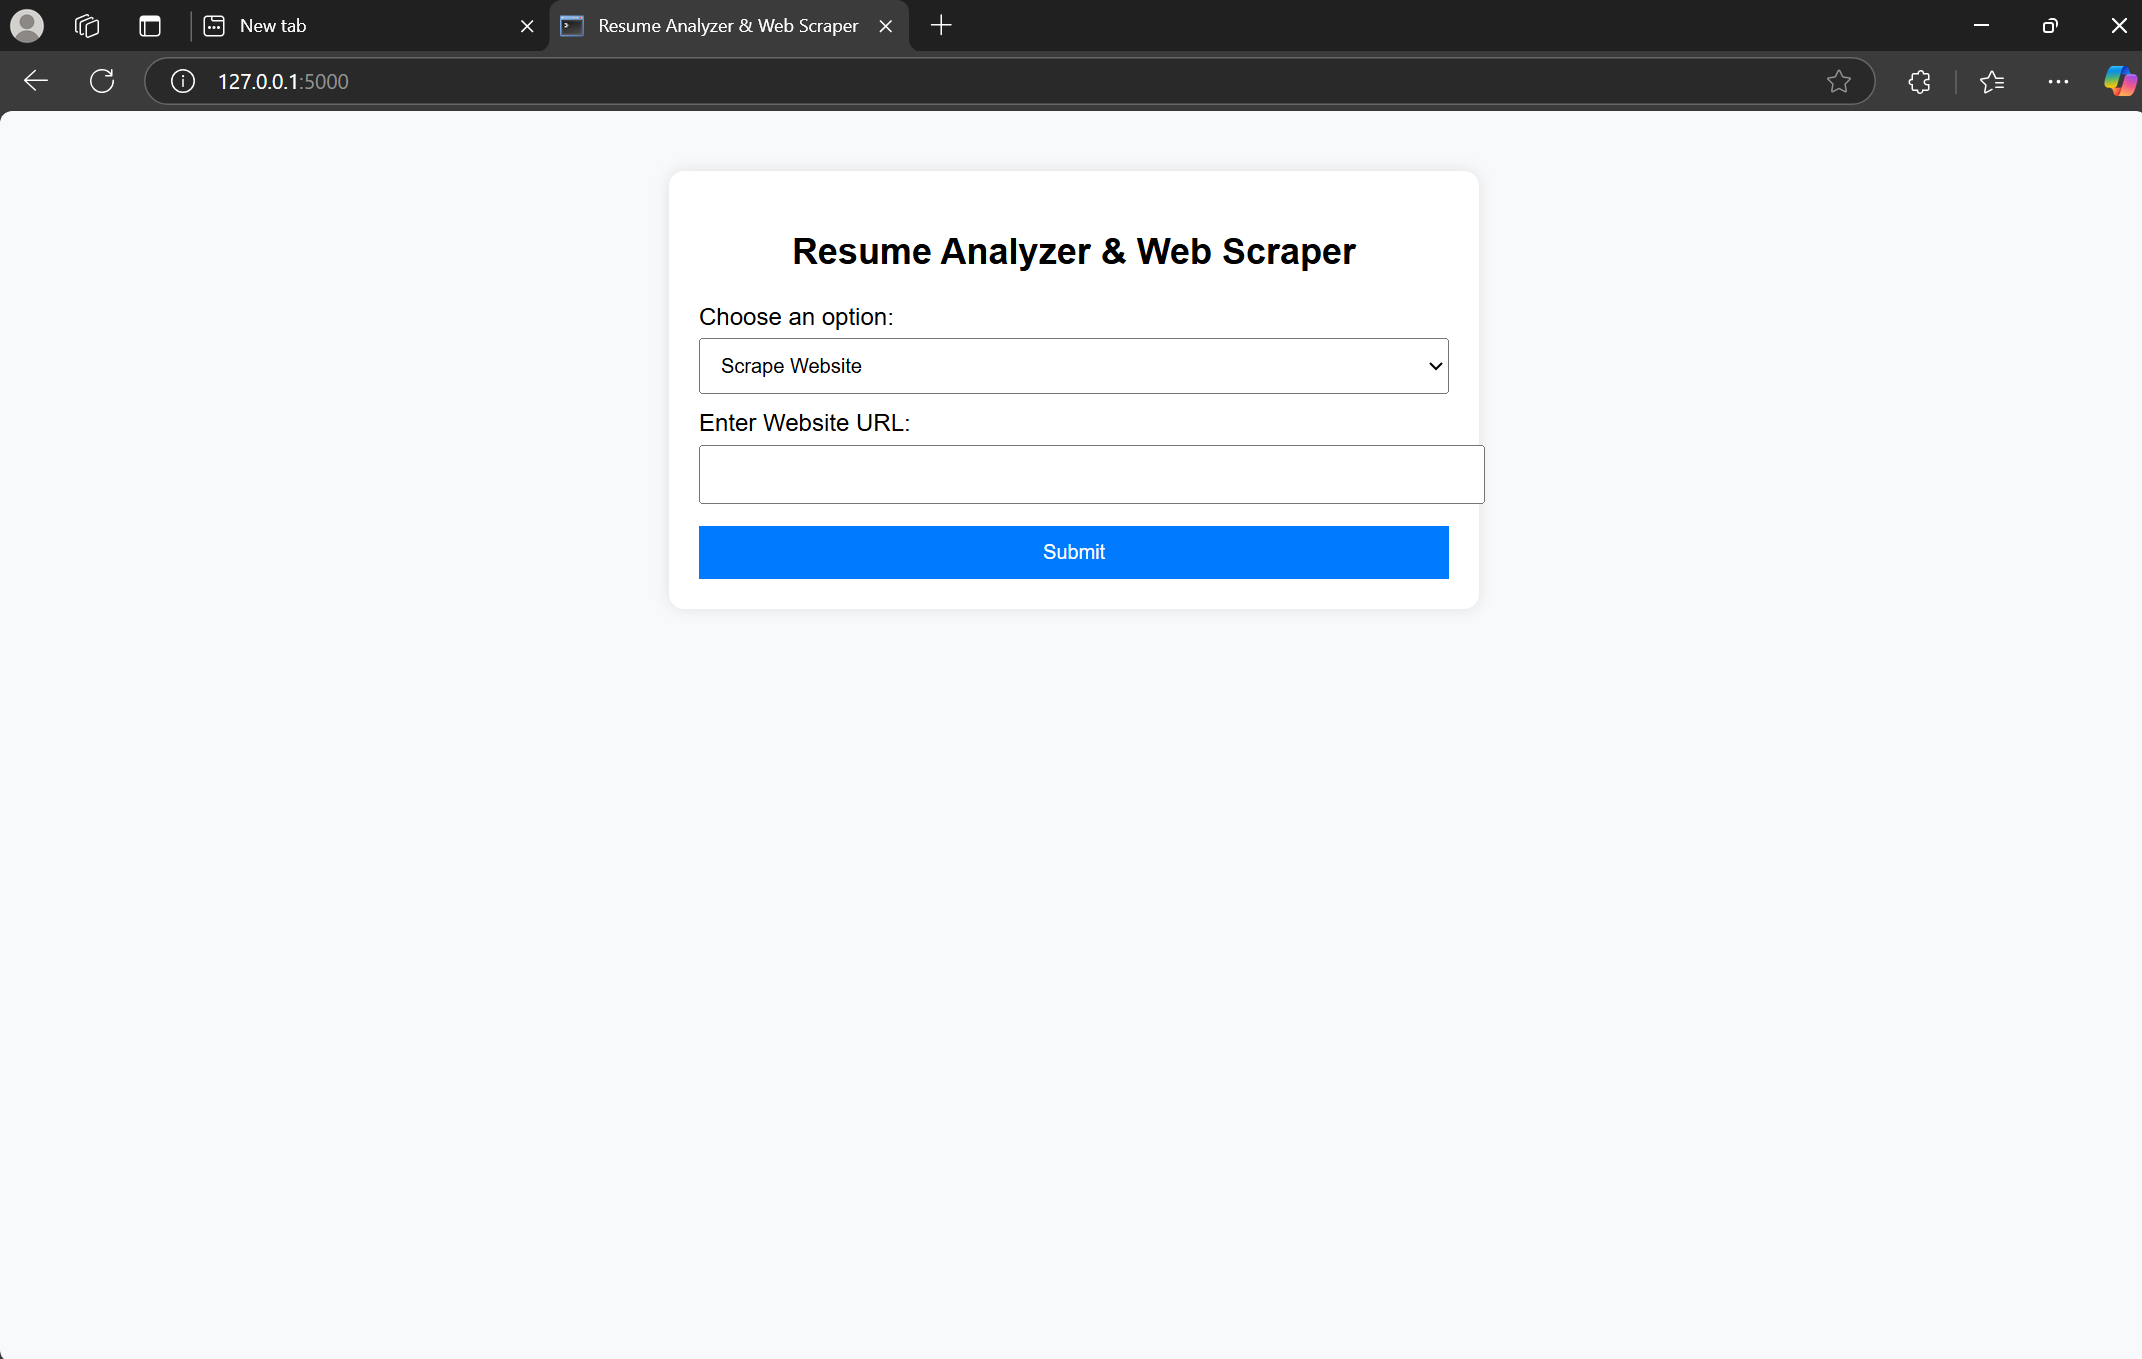 New tab
Resume Analyzer & Web Scraper
127.0.0.1:5000
Resume Analyzer & Web Scraper
Choose an option:
Scrape Website
Enter Website URL:
Submit